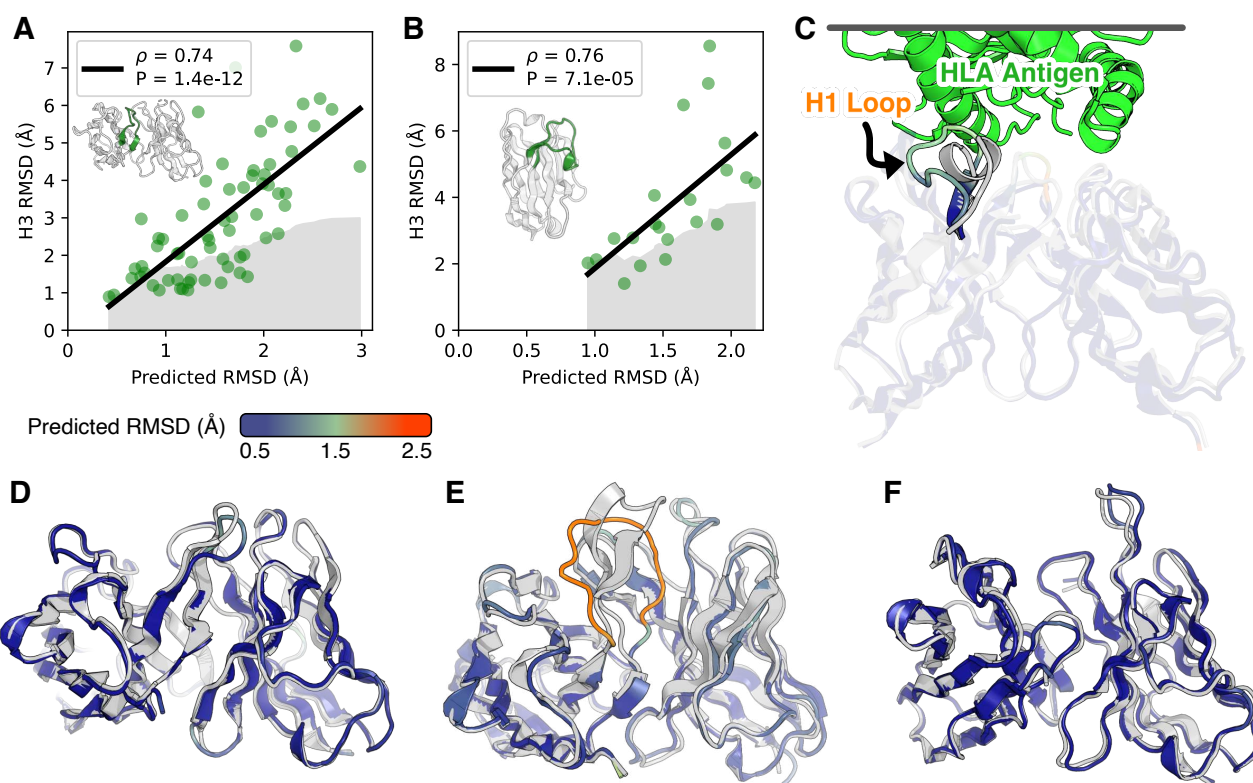 A
ρ = 0.74
P = 1.4e-12
H3 RMSD (Å)
7
6
5
4
3
2
1
0
0 1 2 3
Predicted RMSD (Å)
B
ρ = 0.76
P = 7.1e-05
H3 RMSD (Å)
8
6
4
2
0
0.0 0.5 1.0 1.5 2.0
Predicted RMSD (Å)
C
HLA Antigen
H1 Loop
Predicted RMSD (Å)
0.5 1.5 2.5
D
E
F